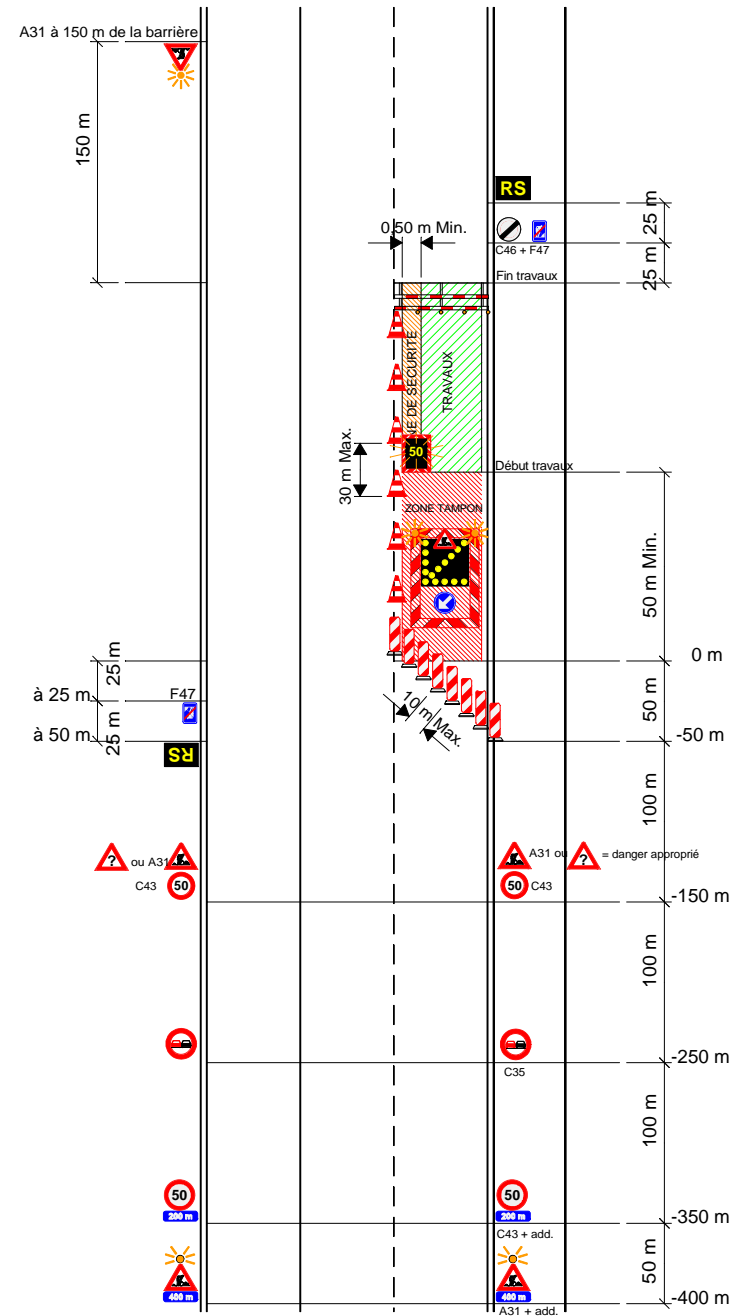 A31 à 150 m de la barrière
150 m
RS
25 m
0,50 m Min.
C46 + F47
25 m
Fin travaux
NE DE SECURITE
TRAVAUX
50
30 m Max.
Début travaux
ZONE TAMPON
50 m Min.
0 m
25 m
à 25 m
F47
50 m
10 m Max.
à 50 m
25 m
-50 m
RS
100 m
? ou A31
A31 ou ? = danger approprié
C43 50
50 C43
-150 m
100 m
-250 m
C35
100 m
50
50
200 m
200 m
-350 m
C43 + add.
50 m
400 m
400 m
-400 m
A31 + add.